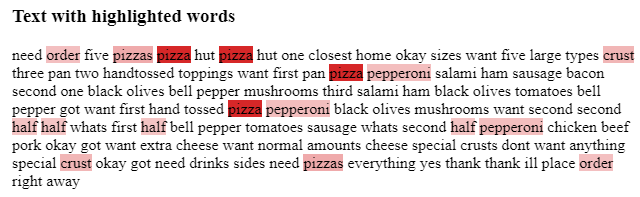 Text with highlighted words
need order five pizzas pizza hut pizza hut one closest home okay sizes want five large types crust
three pan two handtossed toppings want first pan pizza pepperoni salami ham sausage bacon
second one black olives bell pepper mushrooms third salami ham black olives tomatoes bell
pepper got want first hand tossed pizza pepperoni black olives mushrooms want second second
half half whats first half bell pepper tomatoes sausage whats second half pepperoni chicken beef
pork okay got want extra cheese want normal amounts cheese special crusts dont want anything
special crust okay got need drinks sides need pizzas everything yes thank thank ill place order
right away